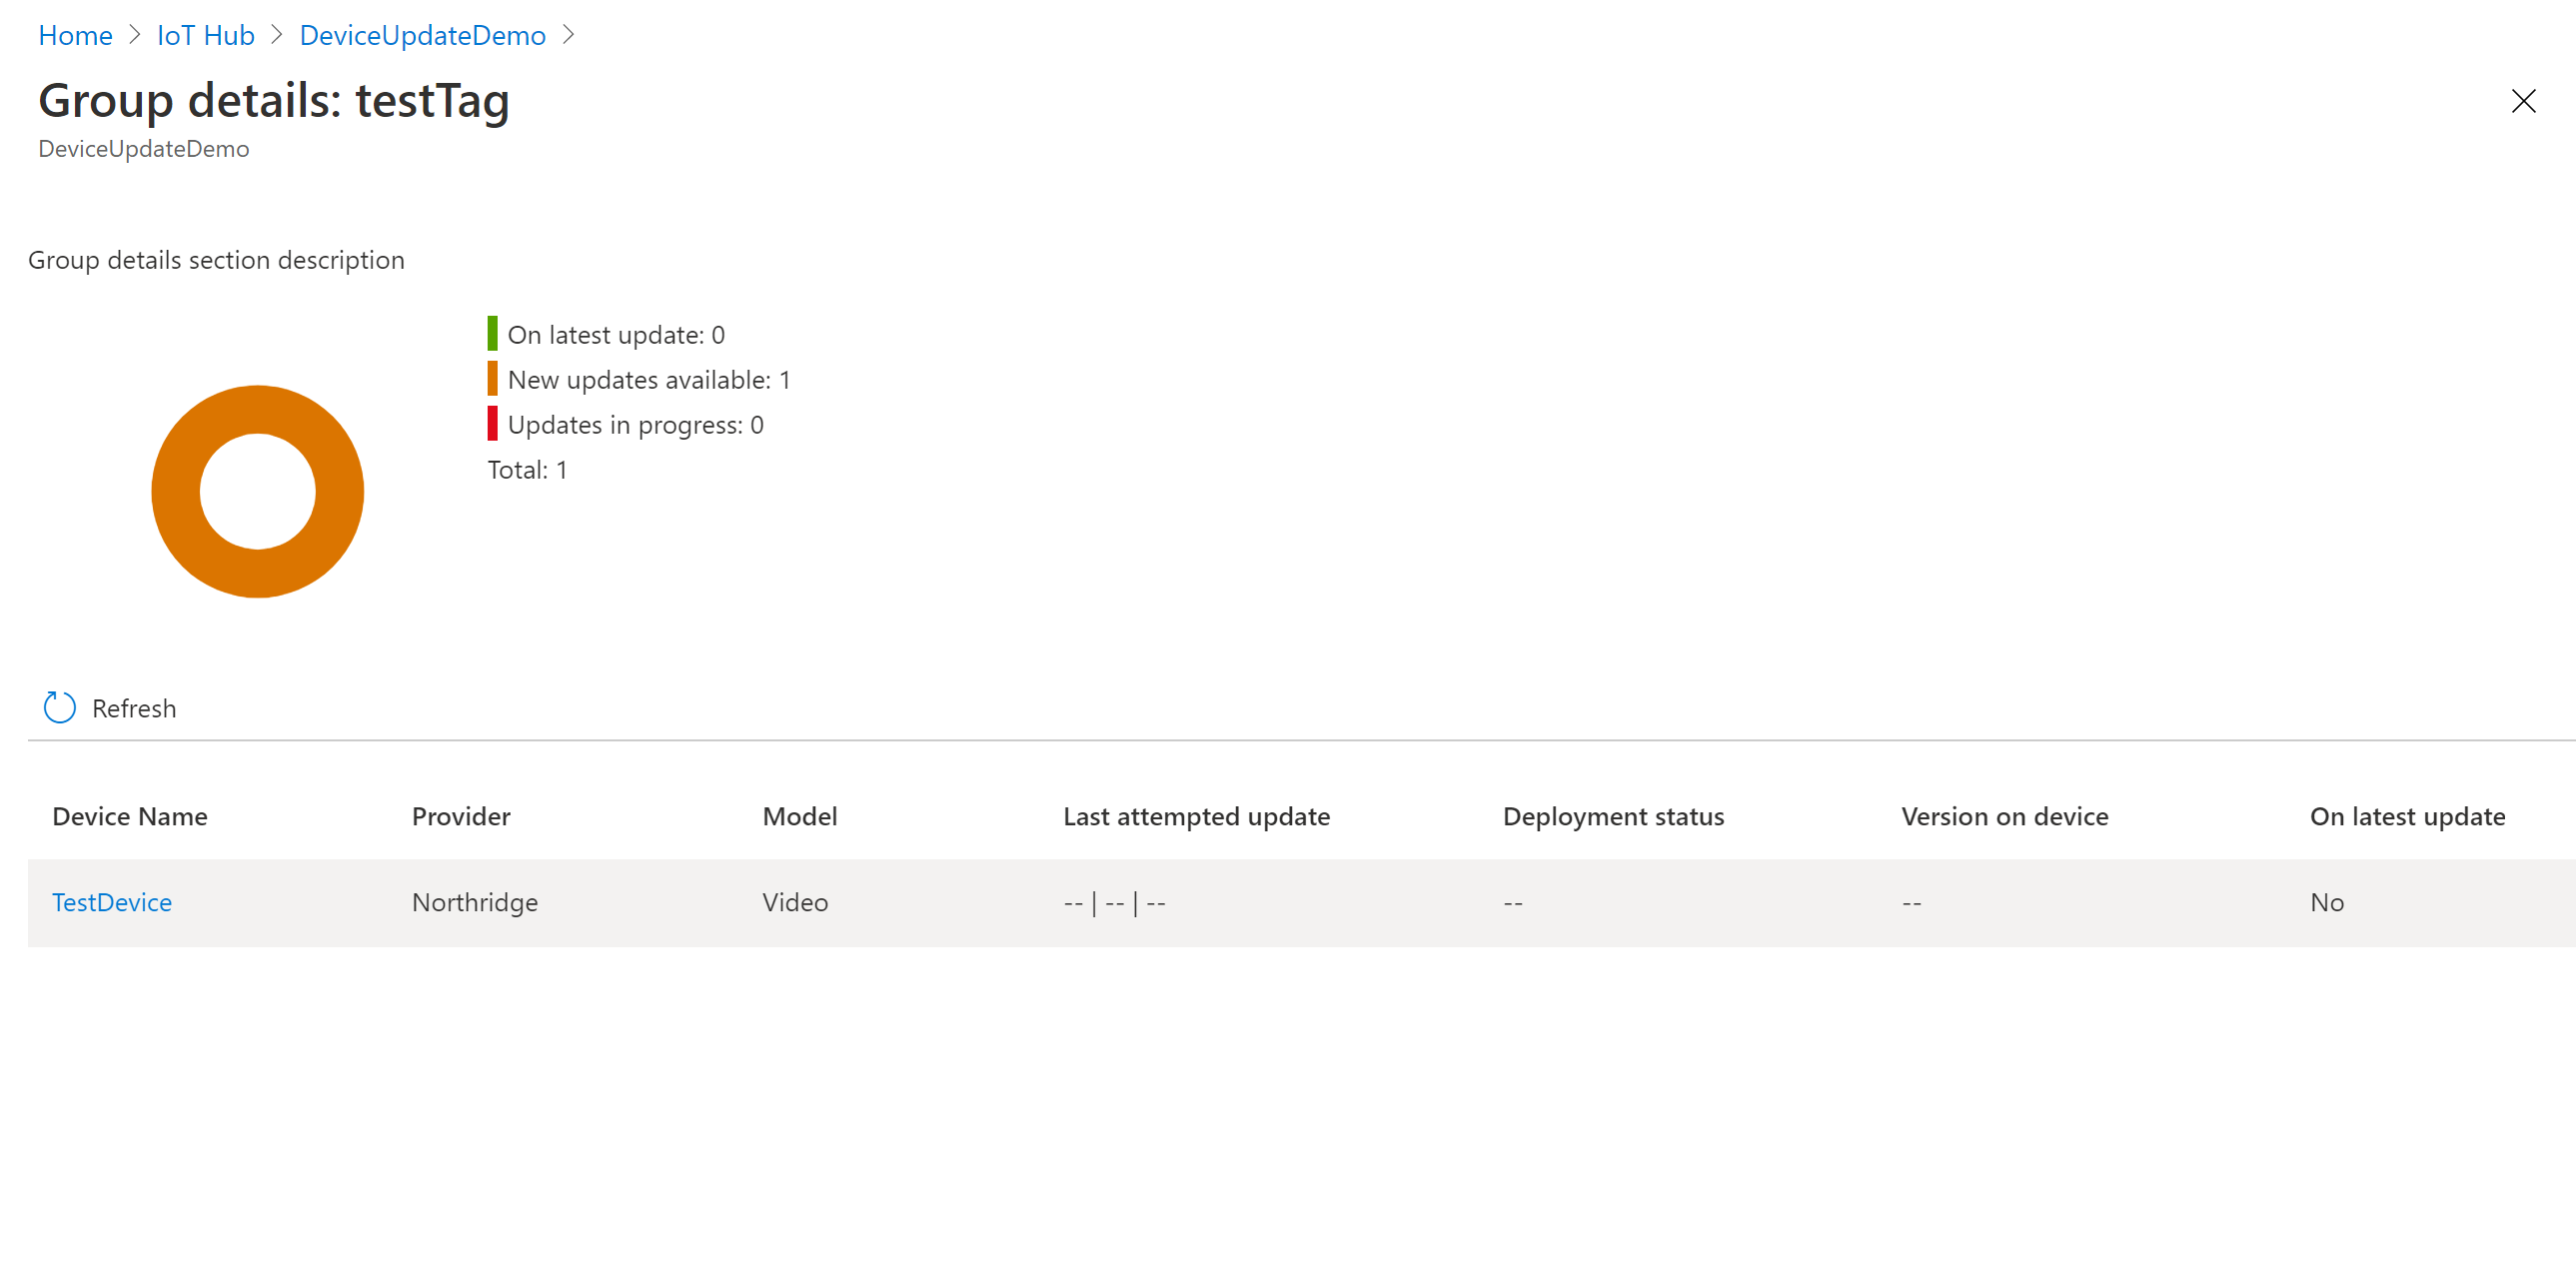 Home > IoT Hub > DeviceUpdateDemo >
Group details: testTag
DeviceUpdateDemo
Group details section description
On latest update: 0
New updates available: 1
Updates in progress: 0
Total: 1
Refresh
Device Name Provider Model Last attempted update Deployment status Version on device On latest update
TestDevice Northridge Video -- | -- | -- -- -- No